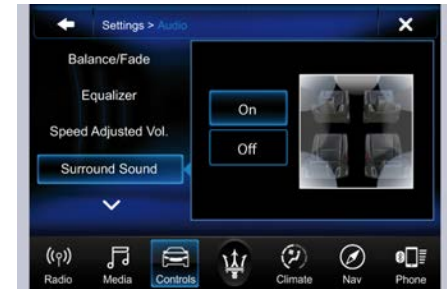 Settings > Audio
Balance/Fade
Equalizer
Speed Adjusted Vol.
Surround Sound
On
Off
Radio
Media
Controls
Climate
Nav
Phone